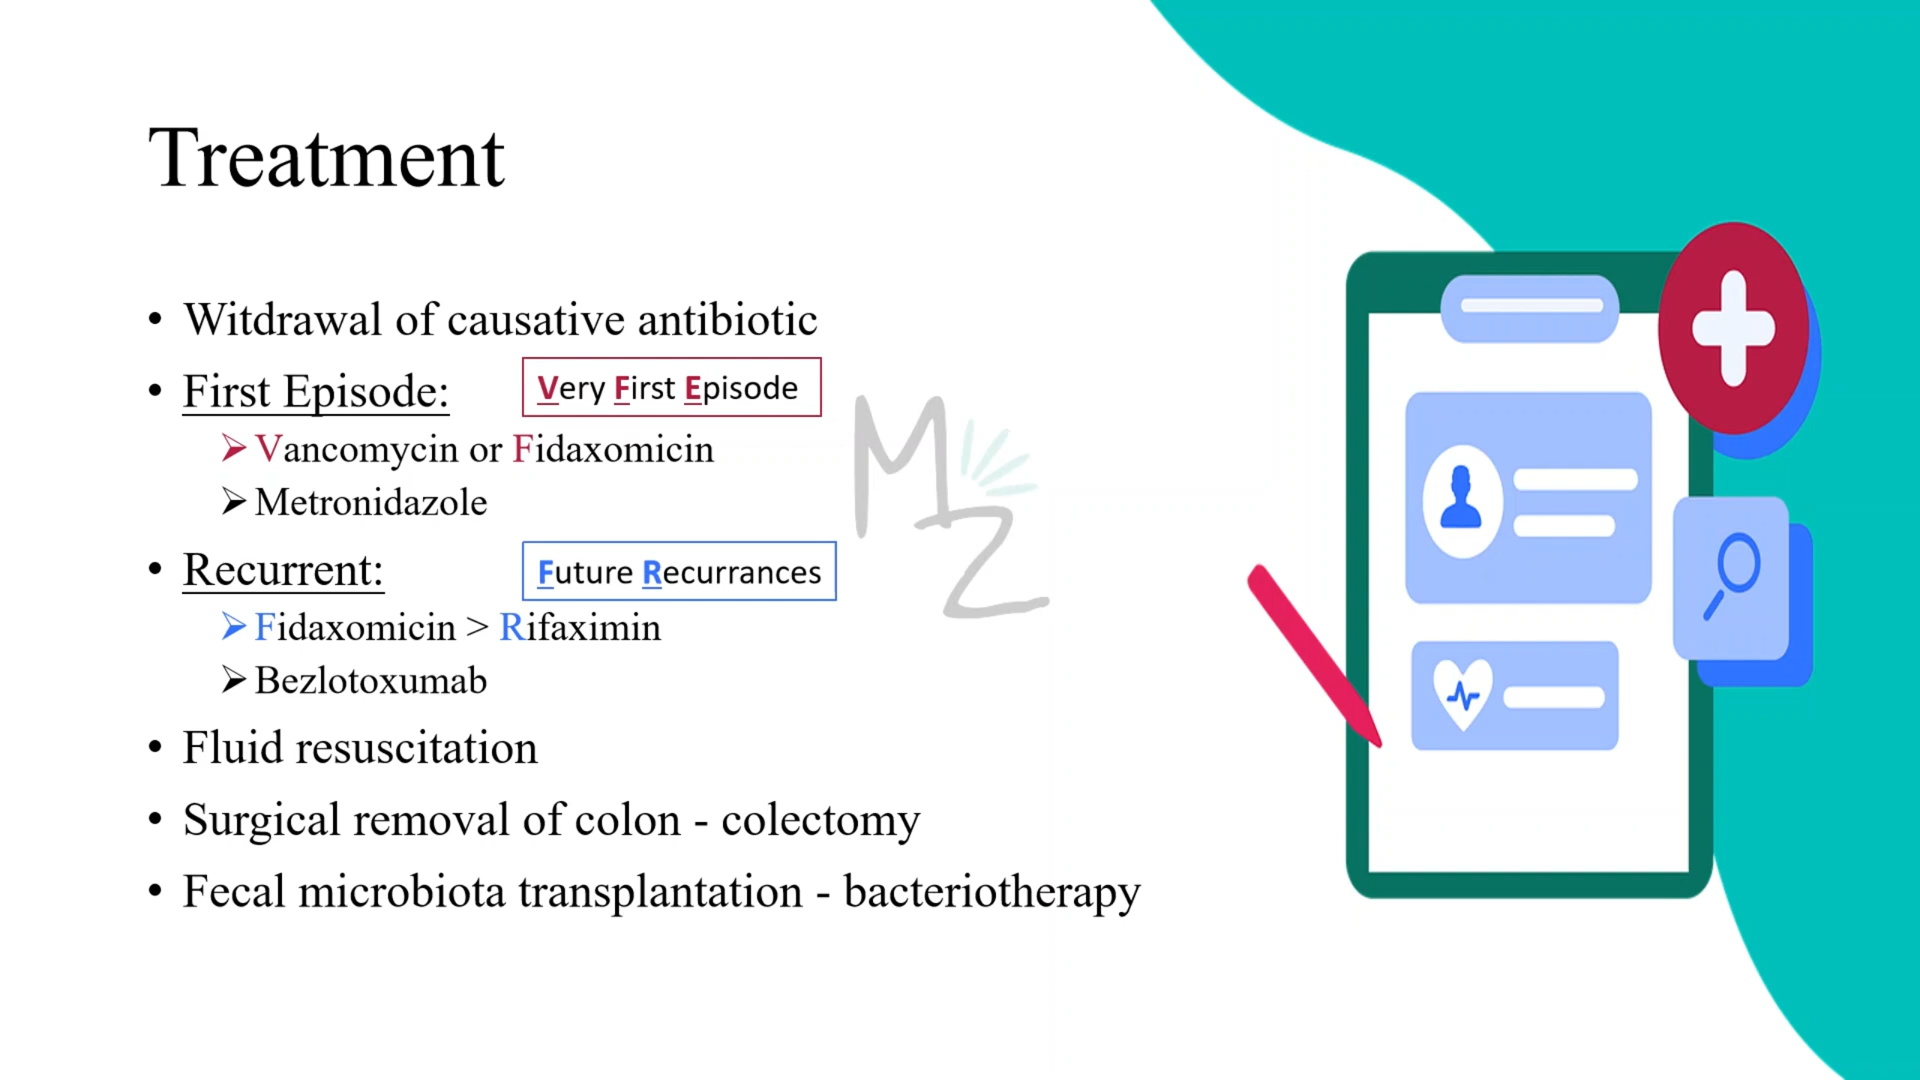 Treatment
• Witdrawal of causative antibiotic
• First Episode: Very First Episode
➢ Vancomycin or Fidaxomicin
➢ Metronidazole
• Recurrent: Future Recurrances
➢ Fidaxomicin > Rifaximin
➢ Bezlotoxumab
• Fluid resuscitation
• Surgical removal of colon - colectomy
• Fecal microbiota transplantation - bacteriotherapy
MZ